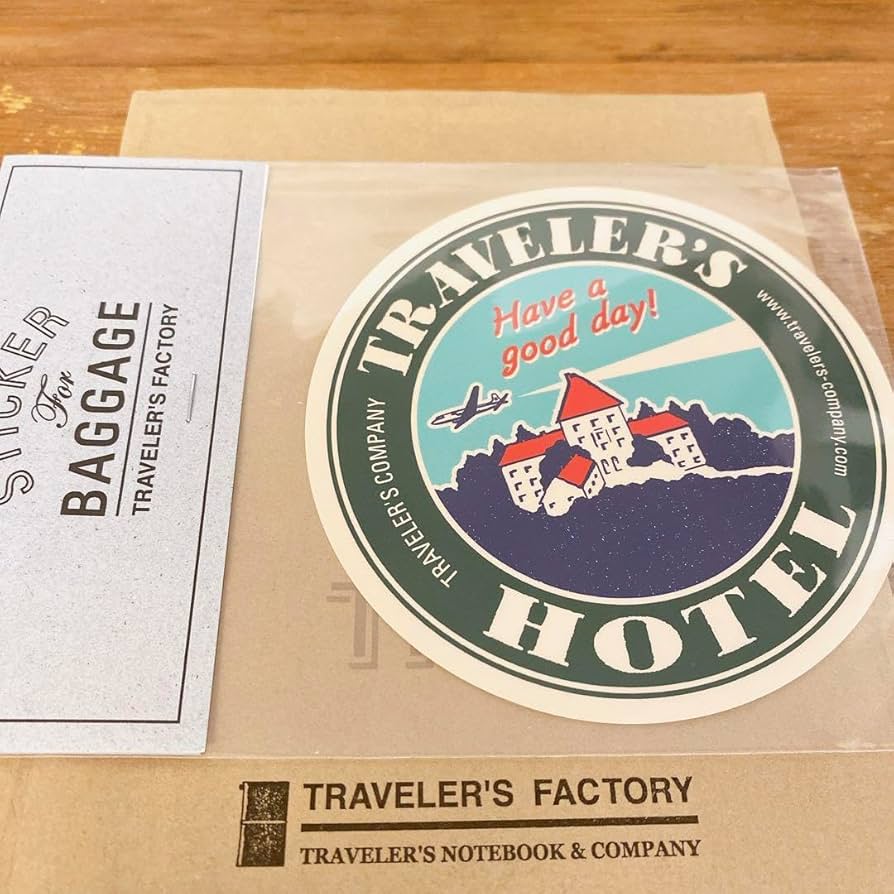 STICKER
For
BAGGAGE
TRAVELER'S FACTORY
TRAVELER'S
Have a
good day!
www.travelers-company.com
TRAVELER'S COMPANY
HOTEL
TRAVELER'S FACTORY
TRAVELER'S NOTEBOOK & COMPANY